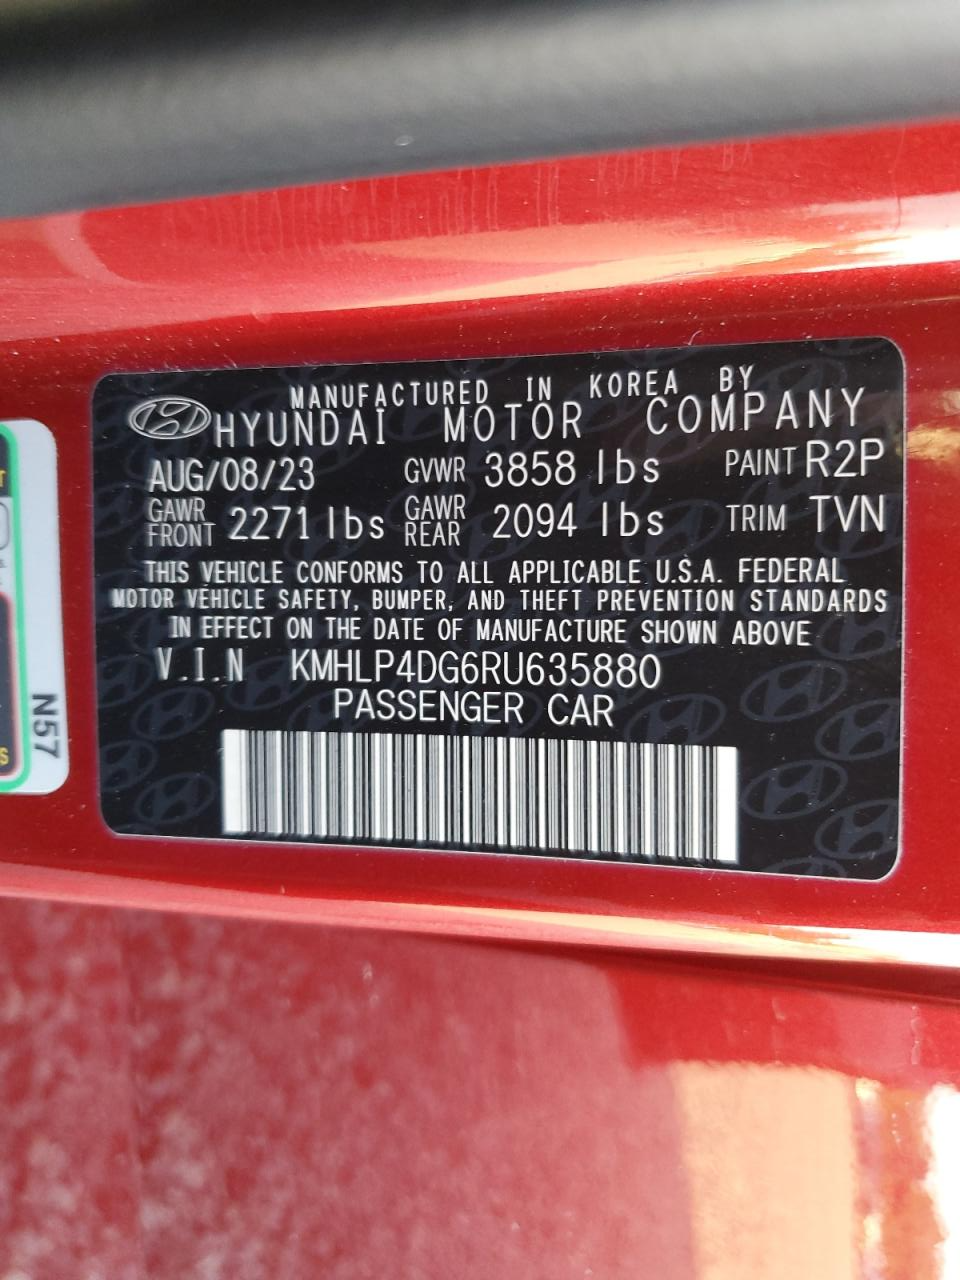 MANUFACTURED IN KOREA BY
HYUNDAI MOTOR COMPANY
AUG/08/23 GVWR 3858 lbs PAINT R2P
GAWR FRONT 2271 lbs GAWR REAR 2094 lbs TRIM TVN
THIS VEHICLE CONFORMS TO ALL APPLICABLE U.S.A. FEDERAL
MOTOR VEHICLE SAFETY, BUMPER, AND THEFT PREVENTION STANDARDS
IN EFFECT ON THE DATE OF MANUFACTURE SHOWN ABOVE
V.I.N KMHLP4DG6RU635880
PASSENGER CAR
N57